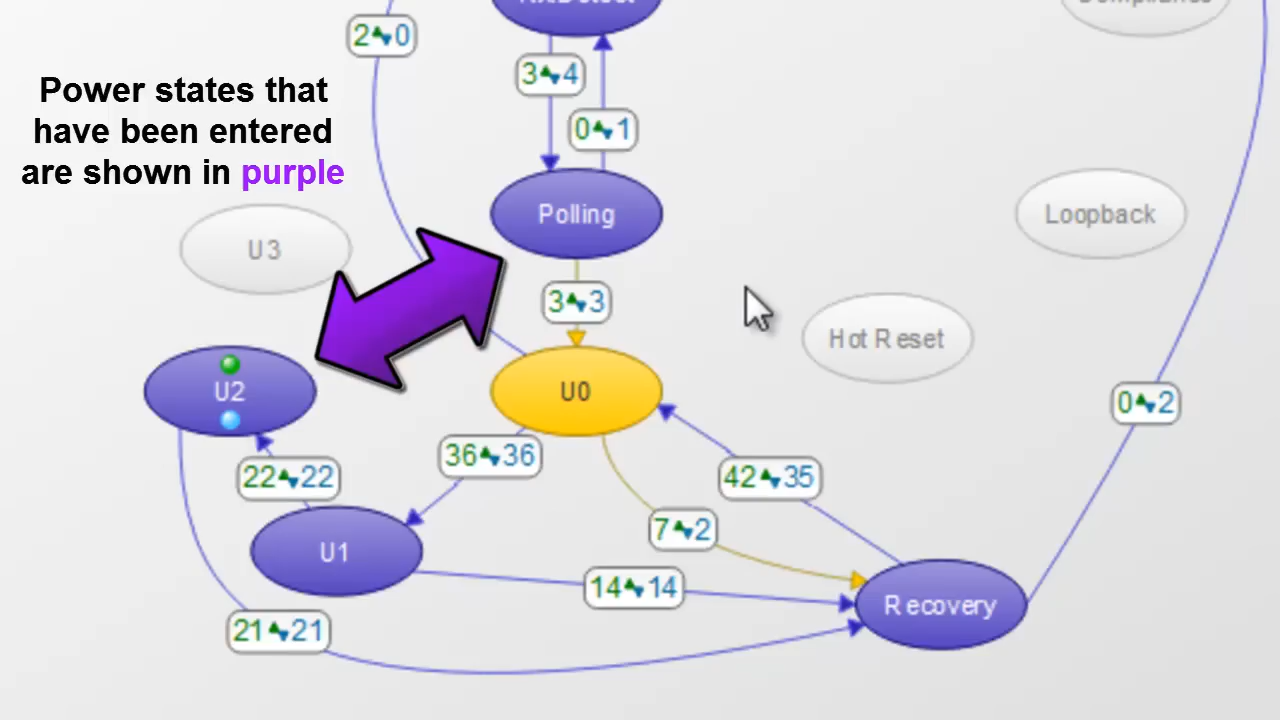 2 0
3 4
0 1
Power states that
have been entered
are shown in purple
Polling
Loopback
U3
3 3
Hot Reset
U2
U0
0 2
36 36
22 22
42 35
7 2
U1
14 14
Recovery
21 21